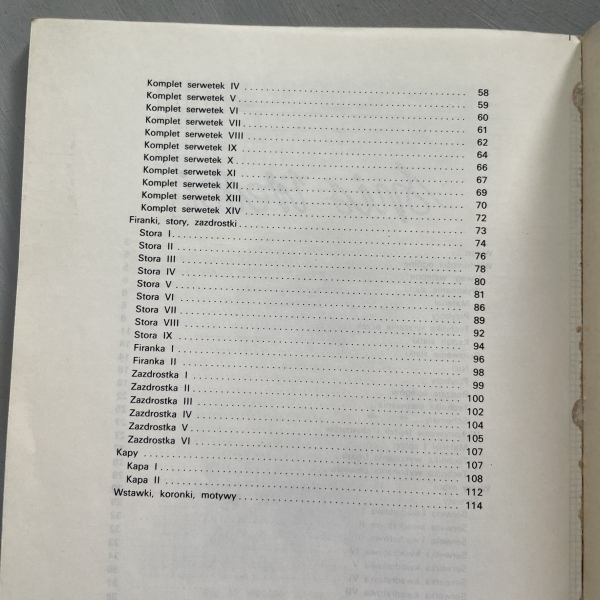 Komplet serwetek IV . . . . . . . . . . 58
Komplet serwetek V . . . . . . . . . . 59
Komplet serwetek VI . . . . . . . . . . 60
Komplet serwetek VII . . . . . . . . . . 61
Komplet serwetek VIII . . . . . . . . . . 62
Komplet serwetek IX . . . . . . . . . . 64
Komplet serwetek X . . . . . . . . . . 66
Komplet serwetek XI . . . . . . . . . . 67
Komplet serwetek XII . . . . . . . . . . 69
Komplet serwetek XIII . . . . . . . . . . 70
Komplet serwetek XIV . . . . . . . . . . 72
Firanki, story, zazdrostki . . . . . . . . . . 73
Stora I . . . . . . . . . . 74
Stora II . . . . . . . . . . 76
Stora III . . . . . . . . . . 78
Stora IV . . . . . . . . . . 80
Stora V . . . . . . . . . . 81
Stora VI . . . . . . . . . . 86
Stora VII . . . . . . . . . . 89
Stora VIII . . . . . . . . . . 92
Stora IX . . . . . . . . . . 94
Firanka I . . . . . . . . . . 96
Firanka II . . . . . . . . . . 98
Zazdrostka I . . . . . . . . . . 99
Zazdrostka II . . . . . . . . . . 100
Zazdrostka III . . . . . . . . . . 102
Zazdrostka IV . . . . . . . . . . 104
Zazdrostka V . . . . . . . . . . 105
Zazdrostka VI . . . . . . . . . . 107
Kapy . . . . . . . . . . 107
Kapa I . . . . . . . . . . 108
Kapa II . . . . . . . . . . 112
Wstawki, koronki, motywy . . . . . . . . . . 114